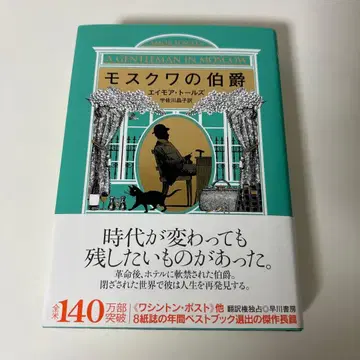 A GENTLEMAN IN MOSCOW
モスクワの伯爵
エイモア・トールズ
宇佐川晶子訳
時代が変わっても
残したいものがあった。
革命後、ホテルに軟禁された伯爵。
閉ざされた世界で彼は人生を再発見する。
全米140万部突破
《ワシントン・ポスト》他
8紙誌の年間ベストブック選出の傑作長篇
翻訳権独占◎早川書房